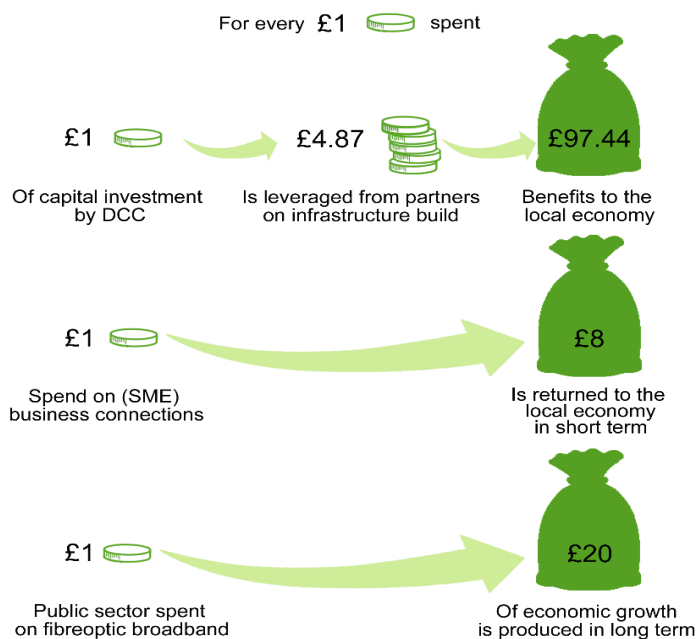 For every £1 spent
£1 £4.87 £97.44
Of capital investment
by DCC
Is leveraged from partners
on infrastructure build
Benefits to the
local economy
£1 £8
Spend on (SME)
business connections
Is returned to the
local economy
in short term
£1 £20
Public sector spent
on fibreoptic broadband
Of economic growth
is produced in long term